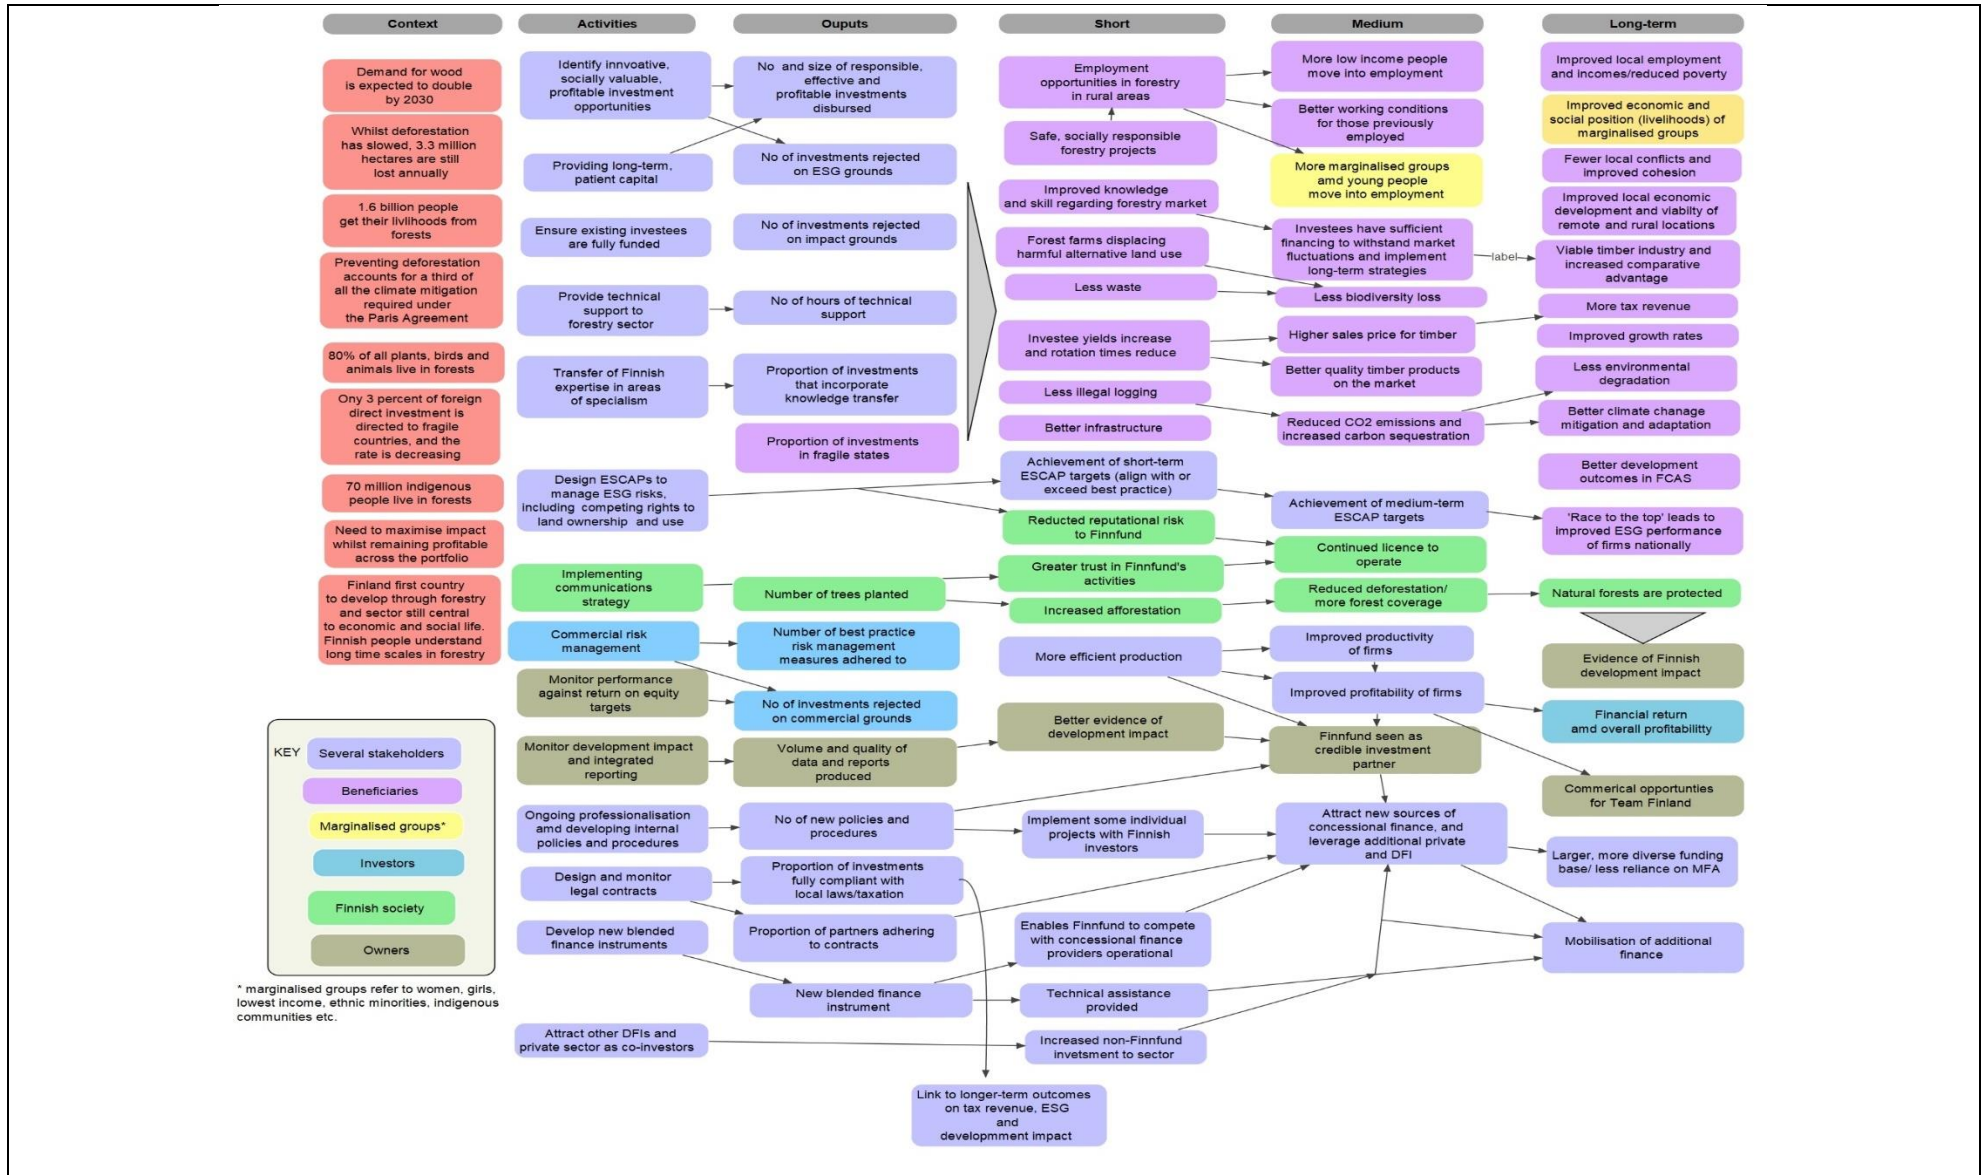 Context
Activities
Ouputs
Short
Medium
Long-term
Demand for wood
is expected to double
by 2030
Whilst deforestation
has slowed, 3.3 million
hectares are still
lost annually
1.6 billion people
get their livlihoods from
forests
Preventing deforestation
accounts for a third of
all the climate mitigation
required under
the Paris Agreement
80% of all plants, birds and
animals live in forests
Ony 3 percent of foreign
direct investment is
directed to fragile
countries, and the
rate is decreasing
70 million indigenous
people live in forests
Need to maximise impact
whilst remaining profitable
across the portfolio
Finland first country
to develop through forestry
and sector still central
to economic and social life.
Finnish people understand
long time scales in forestry
Identify innvoative,
socially valuable,
profitable investment
opportunities
Providing long-term,
patient capital
Ensure existing investees
are fully funded
Provide technical
support to
forestry sector
Transfer of Finnish
expertise in areas
of specialism
Design ESCAPs to
manage ESG risks,
including competing rights to
land ownership and use
Implementing
communications
strategy
Commercial risk
management
Monitor performance
against return on equity
targets
Monitor development impact
and integrated
reporting
Ongoing professionalisation
amd developing internal
policies and procedures
Design and monitor
legal contracts
Develop new blended
finance instruments
Attract other DFIs and
private sector as co-investors
No and size of responsible,
effective and
profitable investments
disbursed
No of investments rejected
on ESG grounds
No of investments rejected
on impact grounds
No of hours of technical
support
Proportion of investments
that incorporate
knowledge transfer
Proportion of investments
in fragile states
Number of trees planted
Number of best practice
risk management
measures adhered to
No of investments rejected
on commercial grounds
Volume and quality of
data and reports
produced
No of new policies and
procedures
Proportion of investments
fully compliant with
local laws/taxation
Proportion of partners adhering
to contracts
New blended finance
instrument
Link to longer-term outcomes
on tax revenue, ESG
and
developmment impact
Employment
opportunities in forestry
in rural areas
Safe, socially responsible
forestry projects
Improved knowledge
and skill regarding forestry market
Forest farms displacing
harmful alternative land use
Less waste
Investee yields increase
and rotation times reduce
Less illegal logging
Better infrastructure
Achievement of short-term
ESCAP targets (align with or
exceed best practice)
Reducted reputational risk
to Finnfund
Greater trust in Finnfund's
activities
Increased afforestation
More efficient production
Better evidence of
development impact
Implement some individual
projects with Finnish
investors
Enables Finnfund to compete
with concessional finance
providers operational
Technical assistance
provided
Increased non-Finnfund
invetsment to sector
More low income people
move into employment
Better working conditions
for those previously
employed
More marginalised groups
amd young people
move into employment
Investees have sufficient
financing to withstand market
fluctuations and implement
long-term strategies
label
Less biodiversity loss
Higher sales price for timber
Better quality timber products
on the market
Reduced CO2 emissions and
increased carbon sequestration
Achievement of medium-term
ESCAP targets
Continued licence to
operate
Reduced deforestation/
more forest coverage
Improved productivity
of firms
Improved profitability of firms
Finnfund seen as
credible investment
partner
Attract new sources of
concessional finance, and
leverage additional private
and DFI
Improved local employment
and incomes/reduced poverty
Improved economic and
social position (livelihoods) of
marginalised groups
Fewer local conflicts and
improved cohesion
Improved local economic
development and viabilty of
remote and rural locations
Viable timber industry and
increased comparative
advantage
More tax revenue
Improved growth rates
Less environmental
degradation
Better climate chanage
mitigation and adaptation
Better development
outcomes in FCAS
'Race to the top' leads to
improved ESG performance
of firms nationally
Natural forests are protected
Evidence of Finnish
development impact
Financial return
amd overall profitabilitty
Commerical opportunties
for Team Finland
Larger, more diverse funding
base/ less reliance on MFA
Mobilisation of additional
finance
KEY
Several stakeholders
Beneficiaries
Marginalised groups*
Investors
Finnish society
Owners
* marginalised groups refer to women, girls,
lowest income, ethnic minorities, indigenous
communities etc.